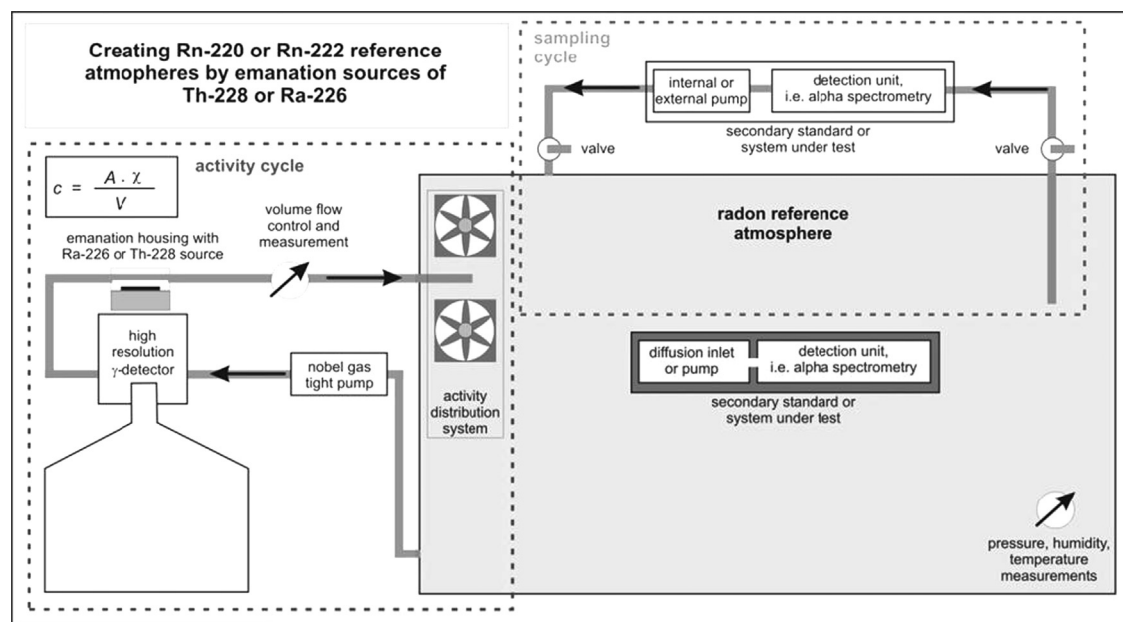 Creating Rn-220 or Rn-222 reference
atmopheres by emanation sources of
Th-228 or Ra-226
sampling
cycle
internal or
external pump
detection unit,
i.e. alpha spectrometry
secondary standard or
system under test
valve
valve
activity cycle
c = A · χ / V
volume flow
control and
measurement
emanation housing with
Ra-226 or Th-228 source
high
resolution
γ-detector
nobel gas
tight pump
activity
distribution
system
radon reference
atmosphere
diffusion inlet
or pump
detection unit,
i.e. alpha spectrometry
secondary standard or
system under test
pressure, humidity,
temperature
measurements